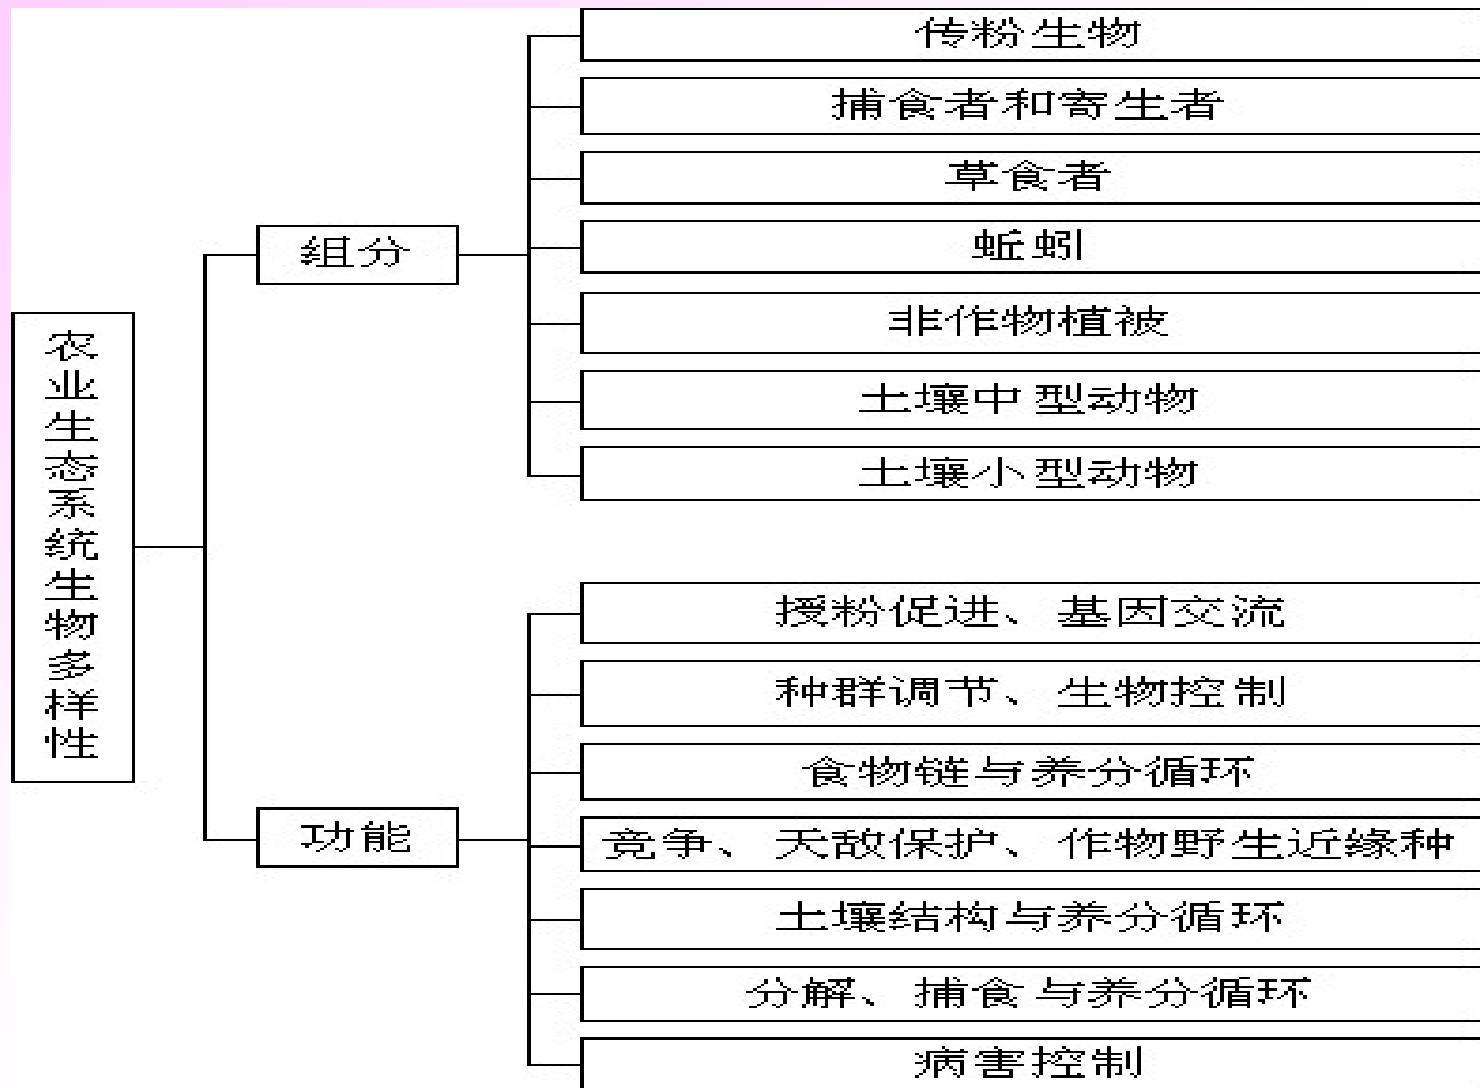 农业生态系统生物多样性
组分
传粉生物
捕食者和寄生者
草食者
蚯蚓
非作物植被
土壤中型动物
土壤小型动物
功能
授粉促进、基因交流
种群调节、生物控制
食物链与养分循环
竞争、天敌保护、作物野生近缘种
土壤结构与养分循环
分解、捕食与养分循环
病害控制